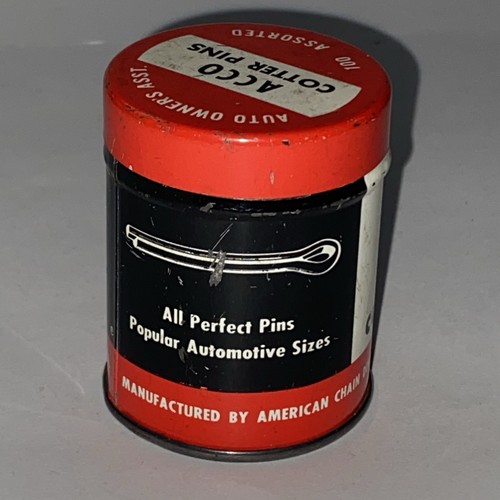 100 ASSORTED
ACCO
COTTER PINS
AUTO OWNERS ASST.
All Perfect Pins
Popular Automotive Sizes
MANUFACTURED BY AMERICAN CHAIN